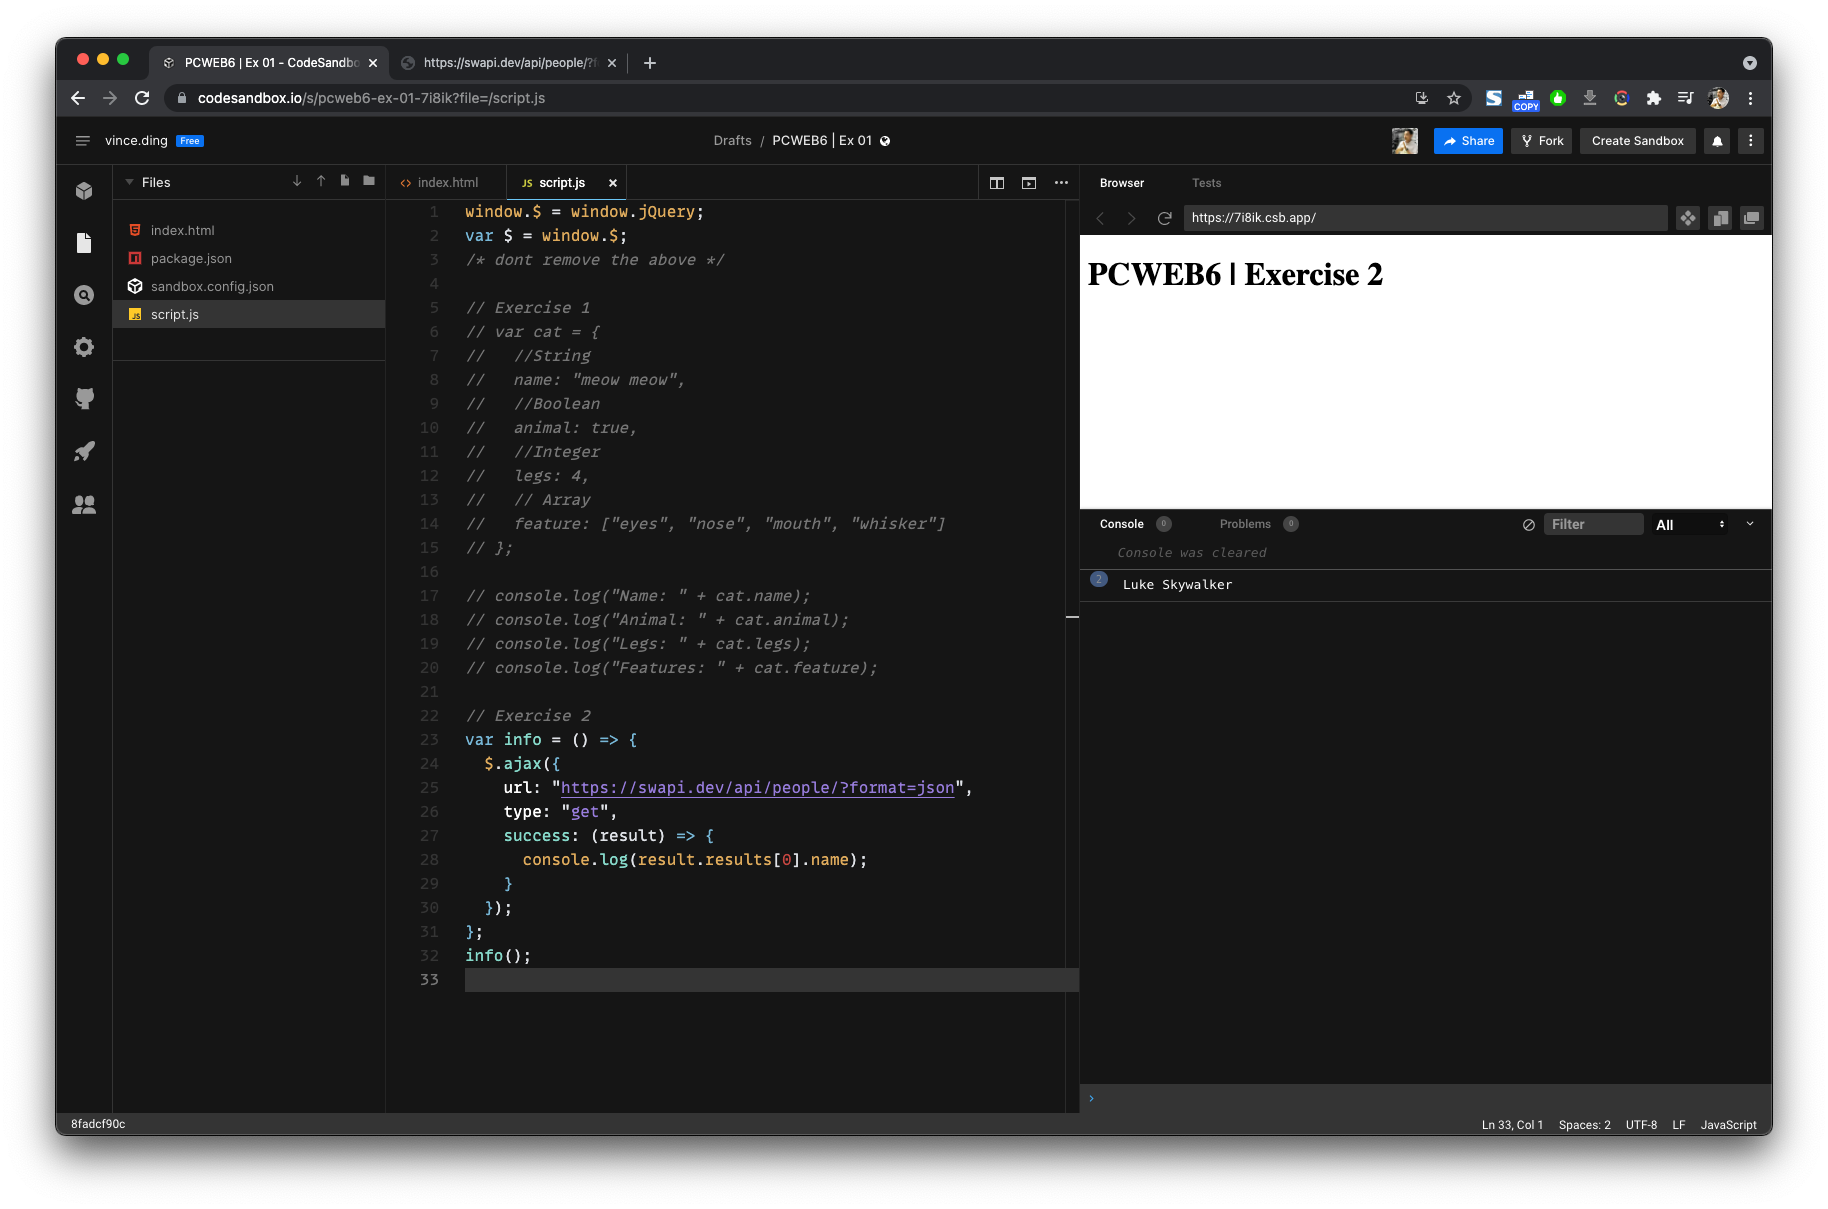 PCWEB6 | Ex 01 - CodeSandbo
https://swapi.dev/api/people/?f
codesandbox.io/s/pcweb6-ex-01-7i8ik?file=/script.js
COPY
vince.ding Free
Drafts / PCWEB6 | Ex 01
Share
Fork
Create Sandbox
Files
index.html
package.json
sandbox.config.json
script.js
index.html
JS script.js
1 window.$ = window.jQuery;
2 var $ = window.$;
3 /* dont remove the above */
4
5 // Exercise 1
6 // var cat = {
7 //   //String
8 //   name: "meow meow",
9 //   //Boolean
10 //   animal: true,
11 //   //Integer
12 //   legs: 4,
13 //   // Array
14 //   feature: ["eyes", "nose", "mouth", "whisker"]
15 // };
16
17 // console.log("Name: " + cat.name);
18 // console.log("Animal: " + cat.animal);
19 // console.log("Legs: " + cat.legs);
20 // console.log("Features: " + cat.feature);
21
22 // Exercise 2
23 var info = () => {
24   $.ajax({
25     url: "https://swapi.dev/api/people/?format=json",
26     type: "get",
27     success: (result) => {
28       console.log(result.results[0].name);
29     }
30   });
31 };
32 info();
33
Browser
Tests
https://7i8ik.csb.app/
PCWEB6 | Exercise 2
Console 0
Problems 0
Filter
All
Console was cleared
2 Luke Skywalker
8fadcf90c
Ln 33, Col 1
Spaces: 2
UTF-8
LF
JavaScript